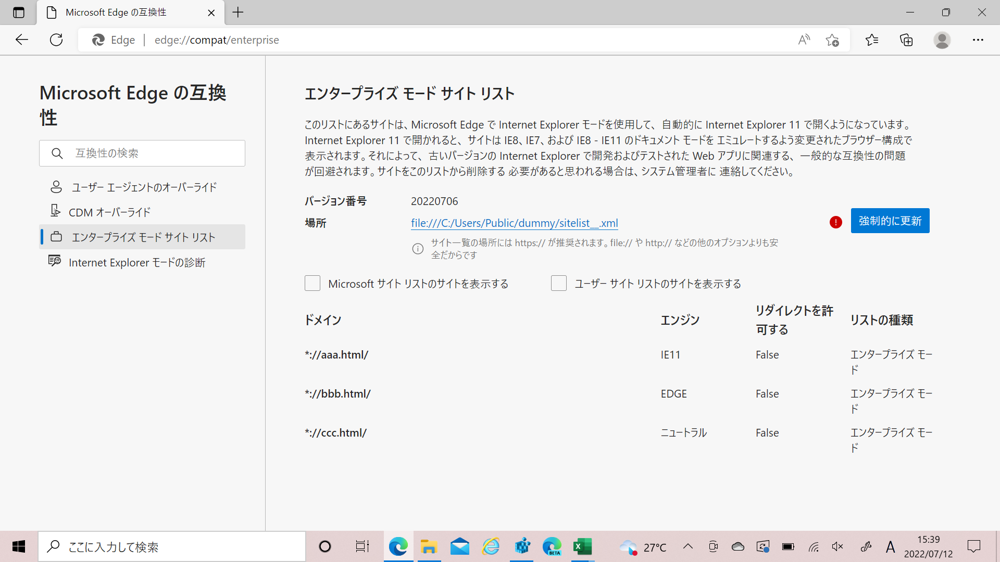 Microsoft Edge の互換性
Edge
edge://compat/enterprise
Microsoft Edge の互換
性
互換性の検索
ユーザー エージェントのオーバーライド
CDM オーバーライド
エンタープライズ モード サイト リスト
Internet Explorer モードの診断
エンタープライズ モード サイト リスト
このリストにあるサイトは、Microsoft Edge で Internet Explorer モードを使用して、 自動的に Internet Explorer 11 で開くようになっています。
Internet Explorer 11 で開かれると、 サイトは IE8、IE7、および IE8 - IE11 のドキュメント モードを エミュレートするよう変更されたブラウザー構成で
表示されます。それによって、 古いバージョンの Internet Explorer で開発およびテストされた Web アプリに関連する、 一般的な互換性の問題
が回避されます。サイトをこのリストから削除する 必要があると思われる場合は、システム管理者に 連絡してください。
バージョン番号 20220706
場所 file:///C:/Users/Public/dummy/sitelist__.xml
強制的に更新
サイト一覧の場所には https:// が推奨されます。file:// や http:// などの他のオプションよりも安
全だからです
Microsoft サイト リストのサイトを表示する
ユーザー サイト リストのサイトを表示する
ドメイン
エンジン
リダイレクトを許
可する
リストの種類
*://aaa.html/ IE11 False エンタープライズ モー
ド
*://bbb.html/ EDGE False エンタープライズ モー
ド
*://ccc.html/ ニュートラル False エンタープライズ モー
ド
ここに入力して検索
BETA
27°C
A
15:39
2022/07/12